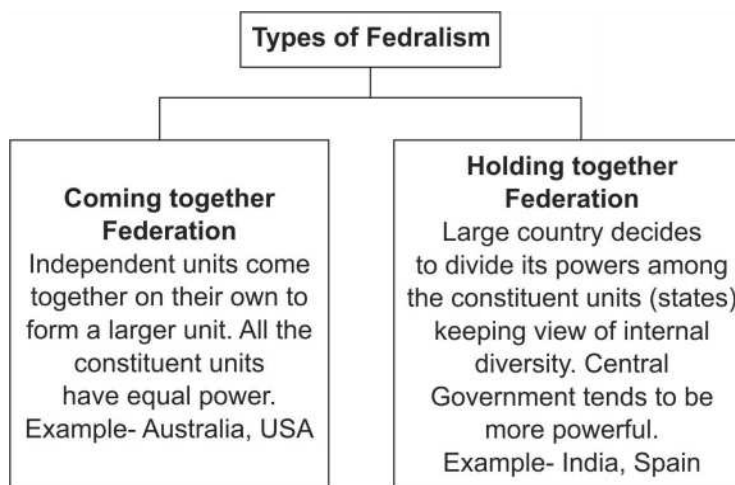 Types of Fedralism
Coming together
Federation
Independent units come
together on their own to
form a larger unit. All the
constituent units
have equal power.
Example- Australia, USA
Holding together
Federation
Large country decides
to divide its powers among
the constituent units (states)
keeping view of internal
diversity. Central
Government tends to be
more powerful.
Example- India, Spain